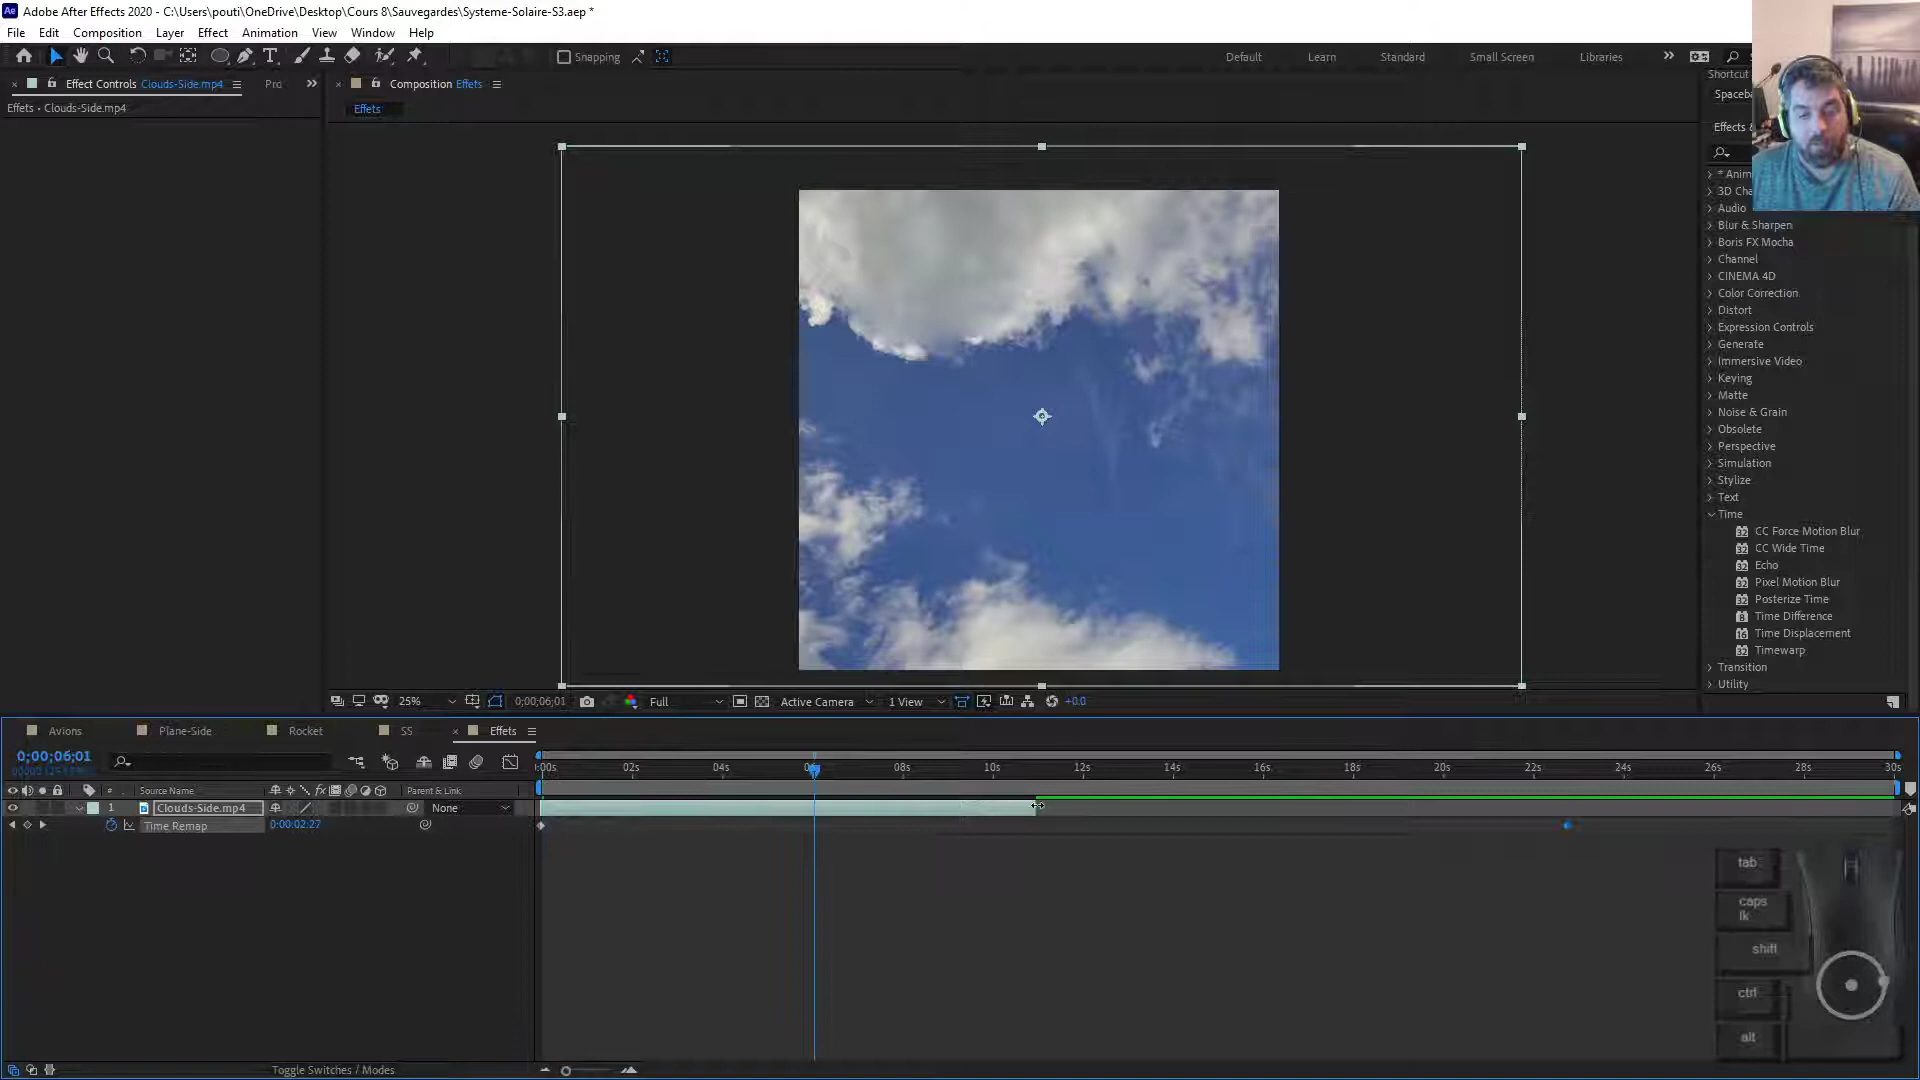 Adobe After Effects 2020 - C:\Users\pouti\OneDrive\Desktop\Cours 8\Sauvegardes\Systeme-Solaire-S3.aep *
File Edit Composition Layer Effect Animation View Window Help
Snapping
Default Learn Standard Small Screen Libraries
Effect Controls Clouds-Side.mp4
Composition Effets
Shortcut
Effets • Clouds-Side.mp4
Effets
Spaceba
Effects &
* Anim
3D Cha
Audio
Blur & Sharpen
Boris FX Mocha
Channel
CINEMA 4D
Color Correction
Distort
Expression Controls
Generate
Immersive Video
Keying
Matte
Noise & Grain
Obsolete
Perspective
Simulation
Stylize
Text
Time
CC Force Motion Blur
CC Wide Time
Echo
Pixel Motion Blur
Posterize Time
Time Difference
Time Displacement
Timewarp
Transition
Utility
25% 0;00;06;01 Full Active Camera 1 View +0.0
Avions Plane-Side Rocket SS Effets
0;00;06;01
:00s 02s 04s 08s 10s 12s 14s 16s 18s 20s 22s 24s 26s 28s 30s
# Source Name Parent & Link
1 Clouds-Side.mp4 None
Time Remap 0:00:02:27
tab
caps
lk
shift
ctrl
alt
Toggle Switches / Modes